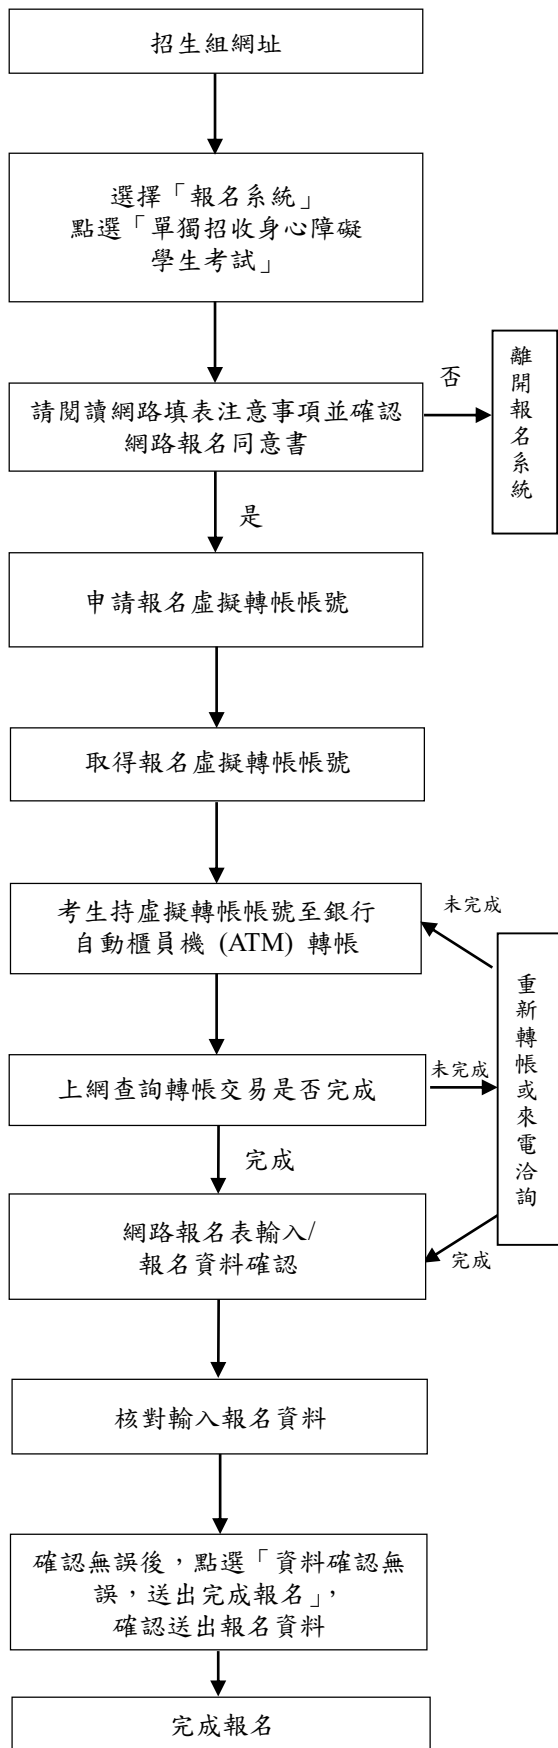 招生組網址
選擇「報名系統」
點選「單獨招收身心障礙
學生考試」
請閱讀網路填表注意事項並確認
網路報名同意書
否
離開報名系統
是
申請報名虛擬轉帳帳號
取得報名虛擬轉帳帳號
考生持虛擬轉帳帳號至銀行
自動櫃員機 (ATM) 轉帳
未完成
上網查詢轉帳交易是否完成
未完成
重新轉帳或來電洽詢
完成
網路報名表輸入/
報名資料確認
完成
核對輸入報名資料
確認無誤後，點選「資料確認無
誤，送出完成報名」，
確認送出報名資料
完成報名